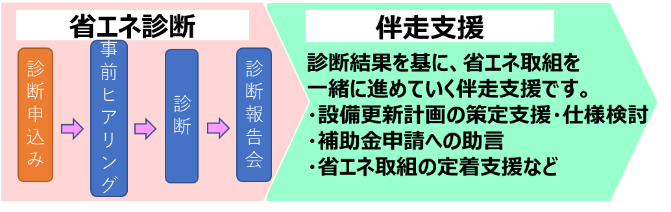 省エネ診断
診断申込み
事前ヒアリング
診断
診断報告会
伴走支援
診断結果を基に、省エネ取組を
一緒に進めていく伴走支援です。
・設備更新計画の策定支援・仕様検討
・補助金申請への助言
・省エネ取組の定着支援など